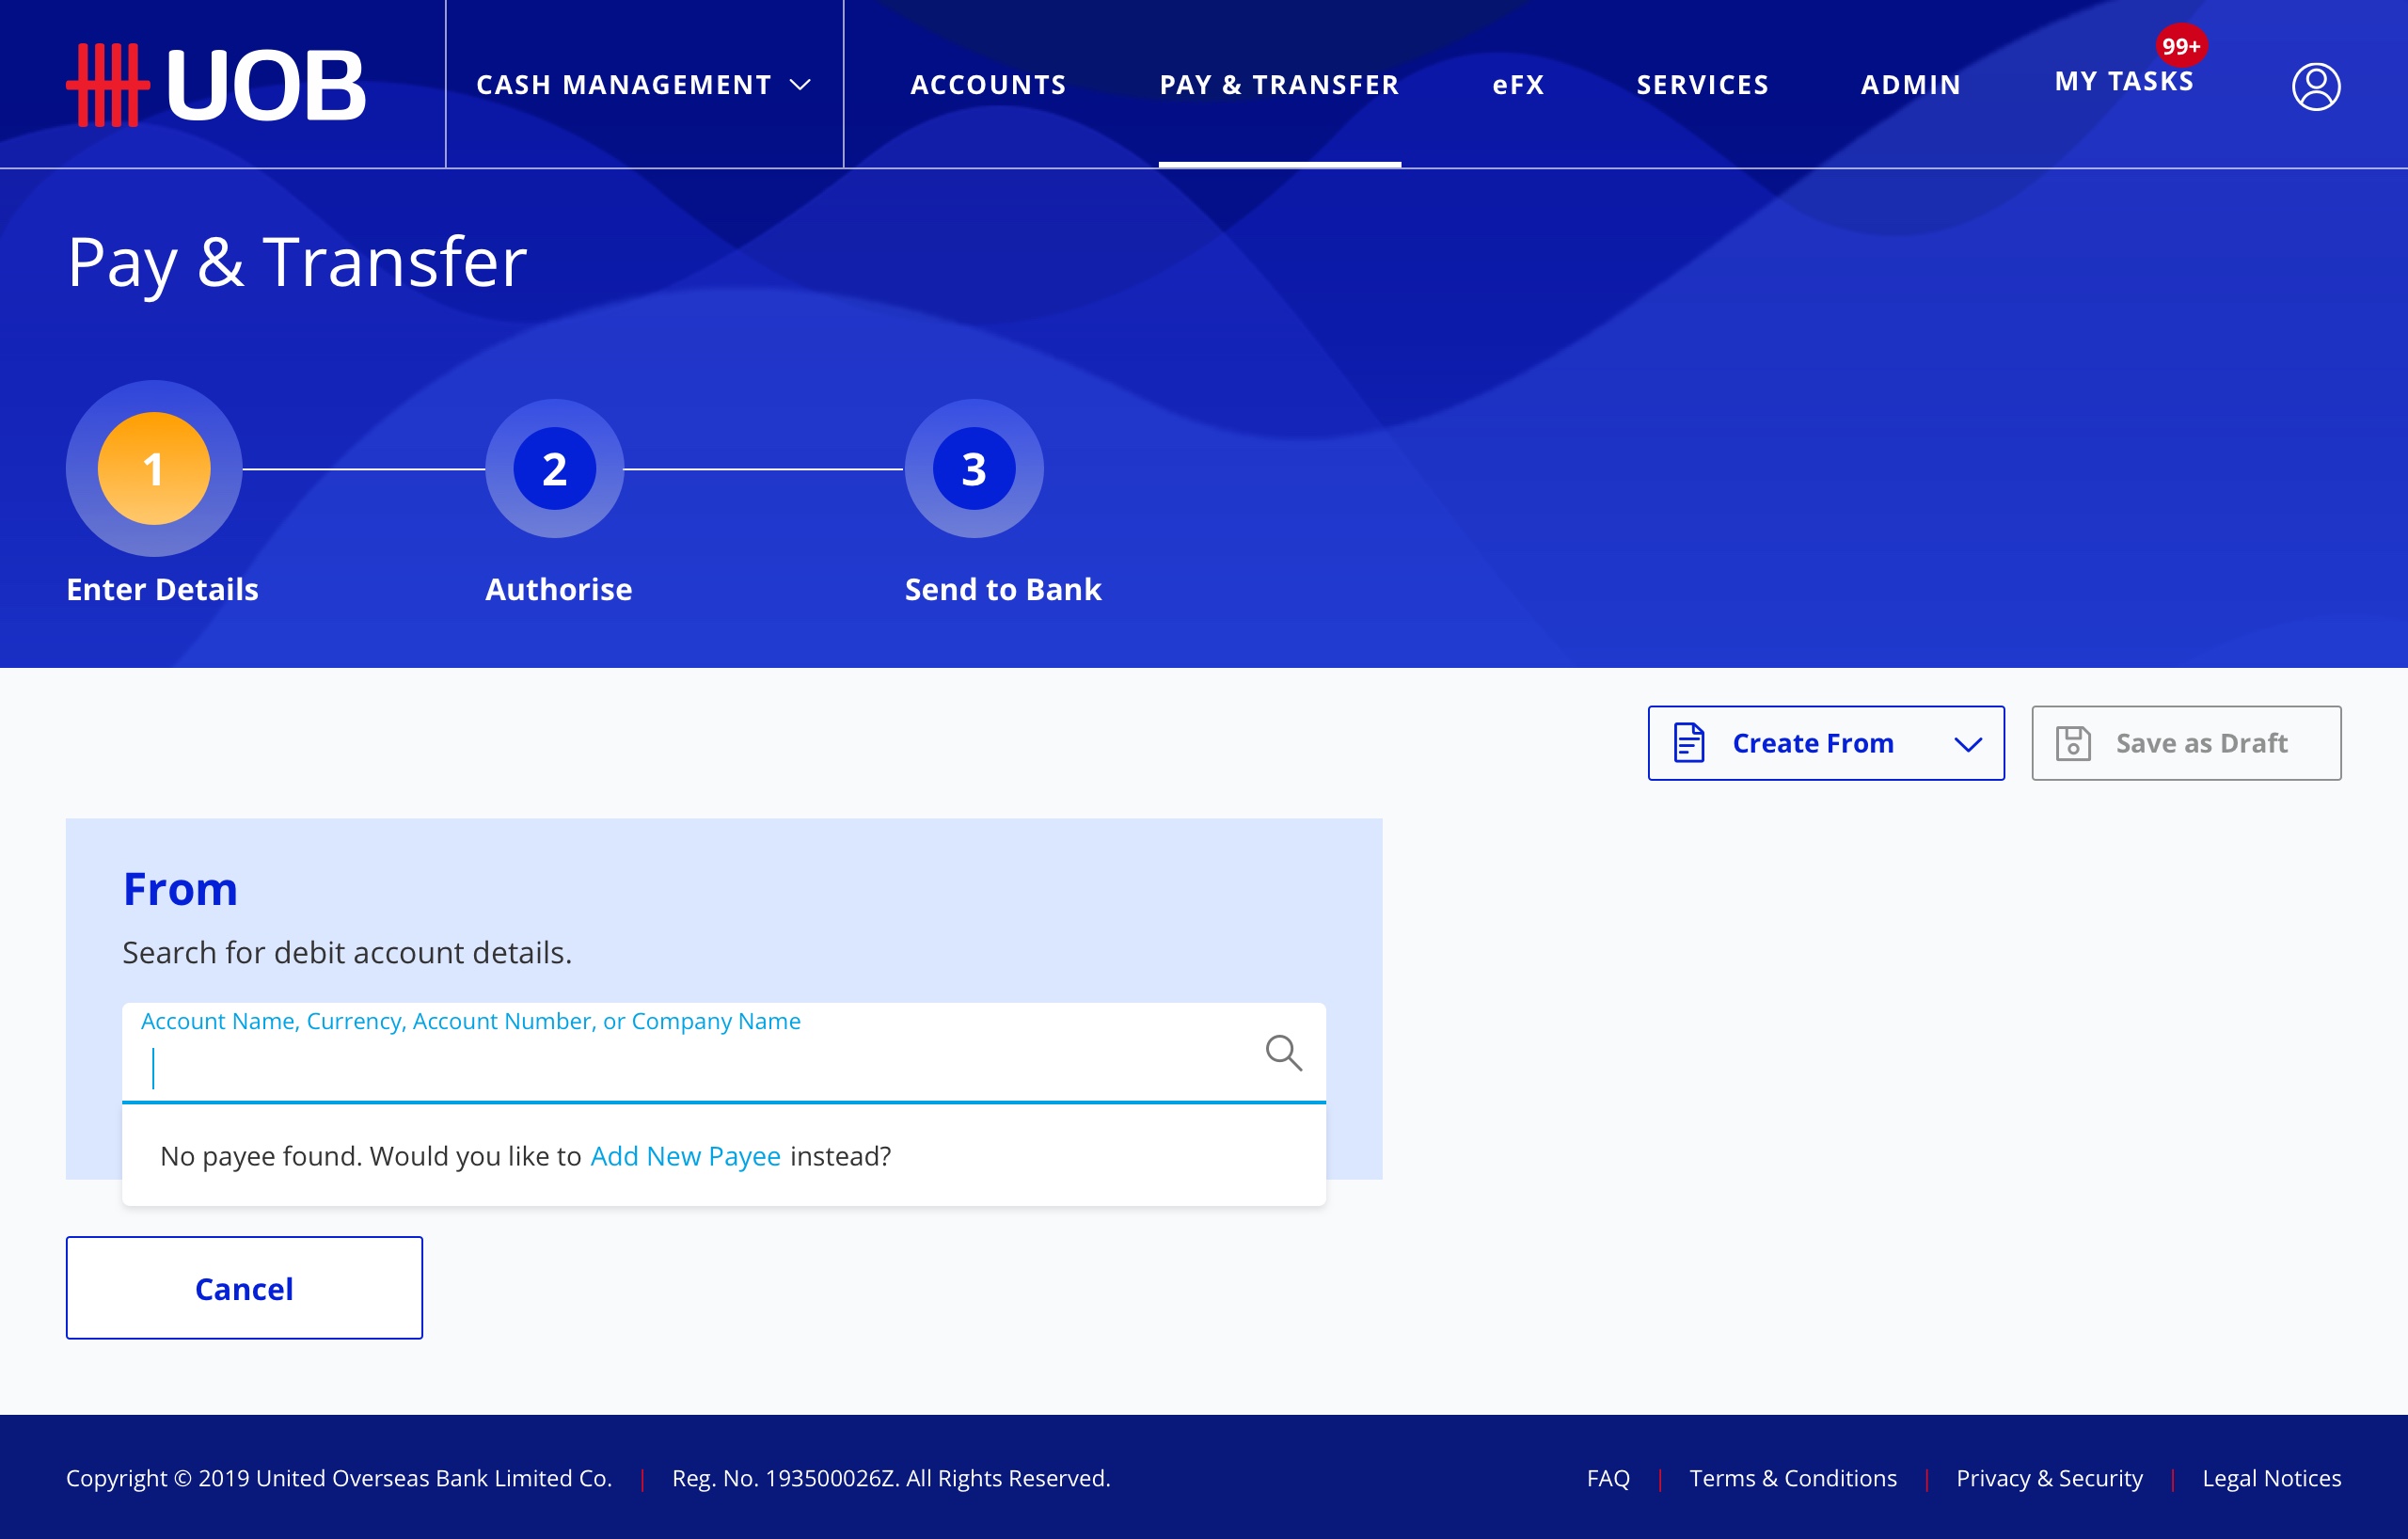 UOB
CASH MANAGEMENT
ACCOUNTS
PAY & TRANSFER
eFX
SERVICES
ADMIN
MY TASKS
99+
Pay & Transfer
1
2
3
Enter Details
Authorise
Send to Bank
Create From
Save as Draft
From
Search for debit account details.
Account Name, Currency, Account Number, or Company Name
No payee found. Would you like to Add New Payee instead?
Cancel
Copyright © 2019 United Overseas Bank Limited Co. | Reg. No. 193500026Z. All Rights Reserved.
FAQ | Terms & Conditions | Privacy & Security | Legal Notices